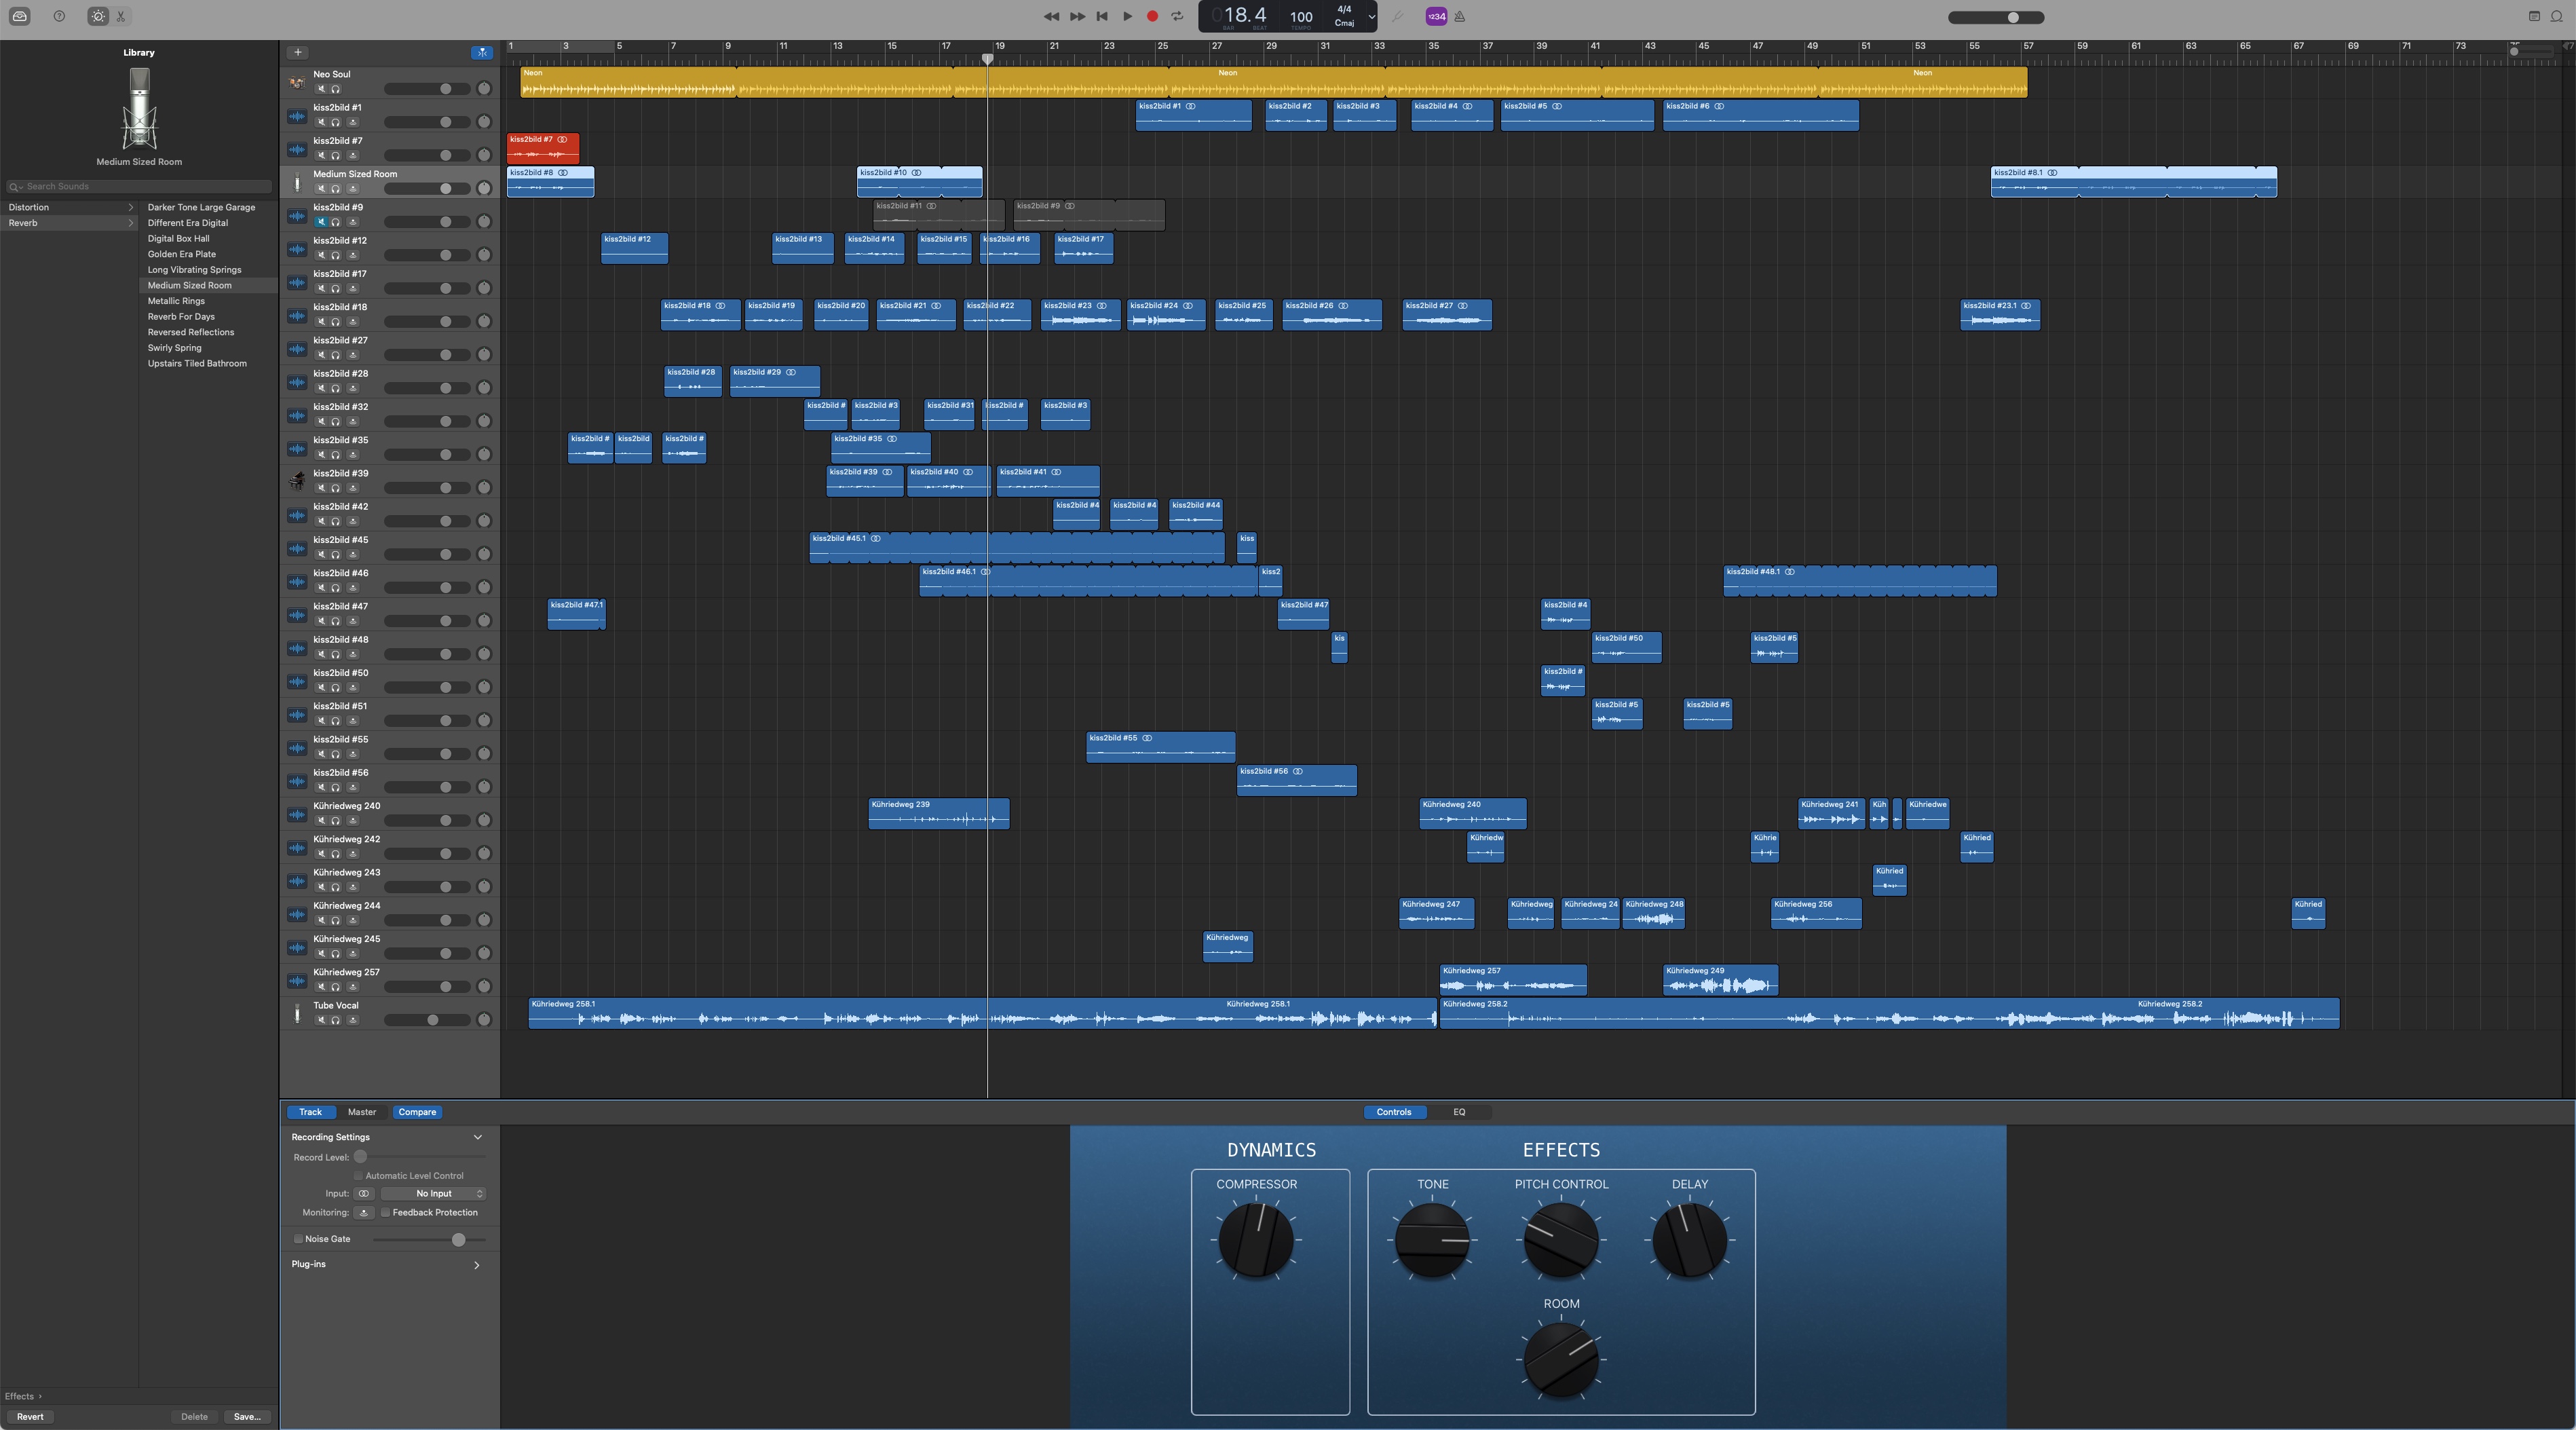 018.4
BAR
BEAT
100
TEMPO
4/4
Cmaj
1234
Library
Medium Sized Room
Search Sounds
Distortion
Reverb
Darker Tone Large Garage
Different Era Digital
Digital Box Hall
Golden Era Plate
Long Vibrating Springs
Medium Sized Room
Metallic Rings
Reverb For Days
Reversed Reflections
Swirly Spring
Upstairs Tiled Bathroom
Effects
Revert
Delete
Save...
1 3 5 7 9 11 13 15 17 19 21 23 25 27 29 31 33 35 37 39 41 43 45 47 49 51 53 55 57 59 61 63 65 67 69 71 73
Neo Soul
Neon Neon Neon
kiss2bild #1
kiss2bild #1 kiss2bild #2 kiss2bild #3 kiss2bild #4 kiss2bild #5 kiss2bild #6
kiss2bild #7
kiss2bild #7
Medium Sized Room
kiss2bild #8 kiss2bild #10 kiss2bild #8.1
kiss2bild #9
kiss2bild #11 kiss2bild #9
kiss2bild #12
kiss2bild #12 kiss2bild #13 kiss2bild #14 kiss2bild #15 kiss2bild #16 kiss2bild #17
kiss2bild #17
kiss2bild #18
kiss2bild #18 kiss2bild #19 kiss2bild #20 kiss2bild #21 kiss2bild #22 kiss2bild #23 kiss2bild #24 kiss2bild #25 kiss2bild #26 kiss2bild #27 kiss2bild #23.1
kiss2bild #27
kiss2bild #28
kiss2bild #28 kiss2bild #29
kiss2bild #32
kiss2bild # kiss2bild #3 kiss2bild #31 kiss2bild # kiss2bild #3
kiss2bild #35
kiss2bild # kiss2bild kiss2bild # kiss2bild #35
kiss2bild #39
kiss2bild #39 kiss2bild #40 kiss2bild #41
kiss2bild #42
kiss2bild #4 kiss2bild #4 kiss2bild #44
kiss2bild #45
kiss2bild #45.1 kiss
kiss2bild #46
kiss2bild #46.1 kiss2 kiss2bild #48.1
kiss2bild #47
kiss2bild #47.1 kiss2bild #47 kiss2bild #4
kiss2bild #48
kis kiss2bild #50 kiss2bild #5
kiss2bild #50
kiss2bild #
kiss2bild #51
kiss2bild #5 kiss2bild #5
kiss2bild #55
kiss2bild #55
kiss2bild #56
kiss2bild #56
Kühriedweg 240
Kühriedweg 239 Kühriedweg 240 Kühriedweg 241 Küh Kühriedwe
Kühriedweg 242
Kühriedw Kührie Kühried
Kühriedweg 243
Kühried
Kühriedweg 244
Kühriedweg 247 Kühriedweg Kühriedweg 24 Kühriedweg 248 Kühriedweg 256 Kühried
Kühriedweg 245
Kühriedweg
Kühriedweg 257
Kühriedweg 257 Kühriedweg 249
Tube Vocal
Kühriedweg 258.1 Kühriedweg 258.1 Kühriedweg 258.2 Kühriedweg 258.2
Track Master Compare
Controls EQ
Recording Settings
Record Level:
Automatic Level Control
Input: No Input
Monitoring: Feedback Protection
Noise Gate
Plug-ins
DYNAMICS
COMPRESSOR
EFFECTS
TONE PITCH CONTROL DELAY
ROOM